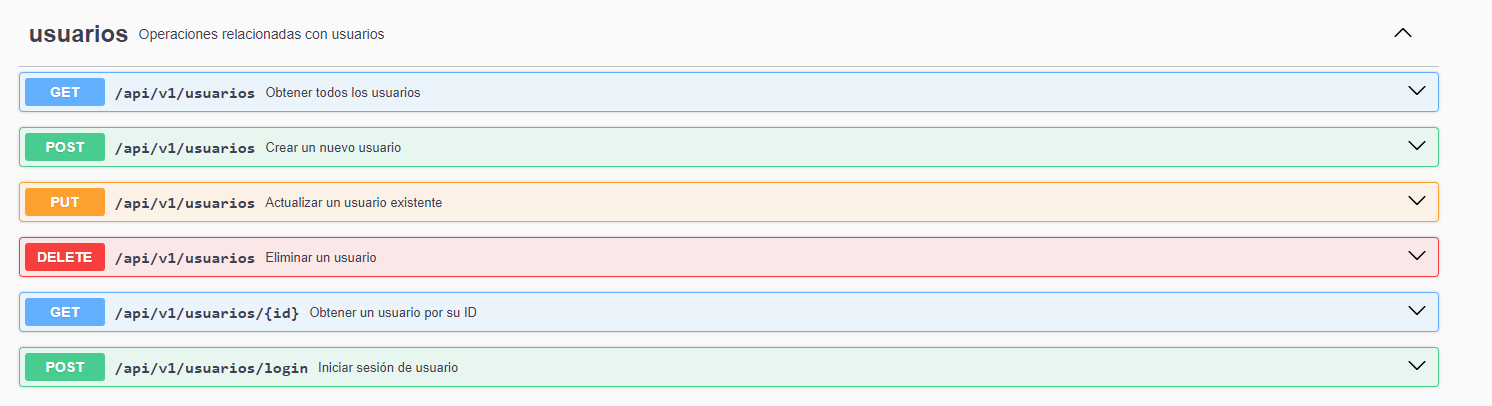 usuarios Operaciones relacionadas con usuarios
GET /api/v1/usuarios Obtener todos los usuarios
POST /api/v1/usuarios Crear un nuevo usuario
PUT /api/v1/usuarios Actualizar un usuario existente
DELETE /api/v1/usuarios Eliminar un usuario
GET /api/v1/usuarios/{id} Obtener un usuario por su ID
POST /api/v1/usuarios/login Iniciar sesión de usuario